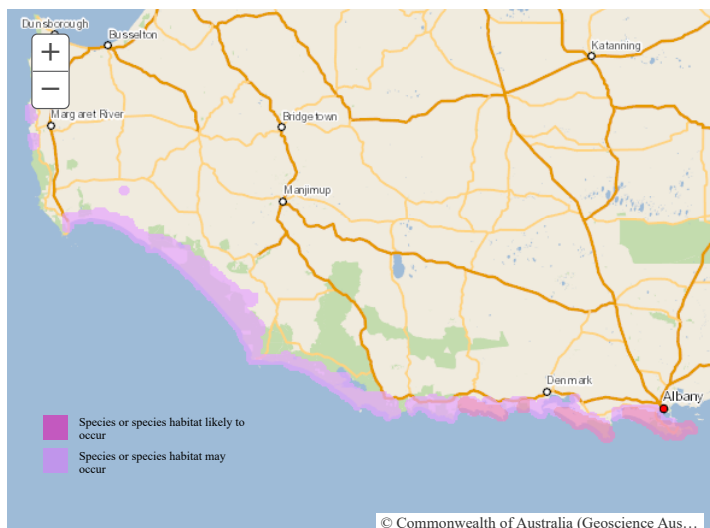 Dunsborough
Busselton
+
−
Katanning
Margaret River
Bridgetown
Manjimup
Denmark
Albany
Species or species habitat likely to
occur
Species or species habitat may
occur
© Commonwealth of Australia (Geoscience Aus…